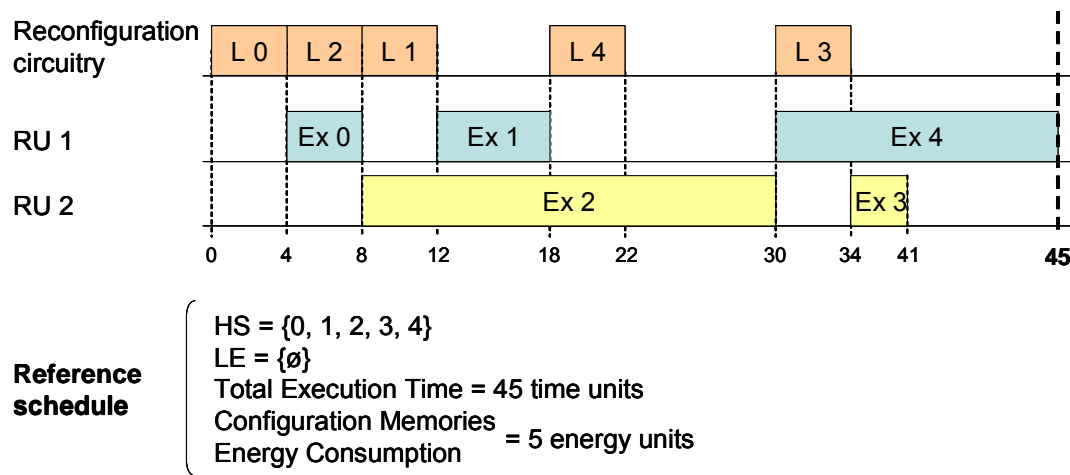 Reconfiguration
circuitry
L 0 L 2 L 1 L 4 L 3
RU 1
Ex 0 Ex 1 Ex 4
RU 2
Ex 2 Ex 3
0 4 8 12 18 22 30 34 41 45
Reference
schedule
HS = {0, 1, 2, 3, 4}
LE = {ø}
Total Execution Time = 45 time units
Configuration Memories
Energy Consumption
= 5 energy units